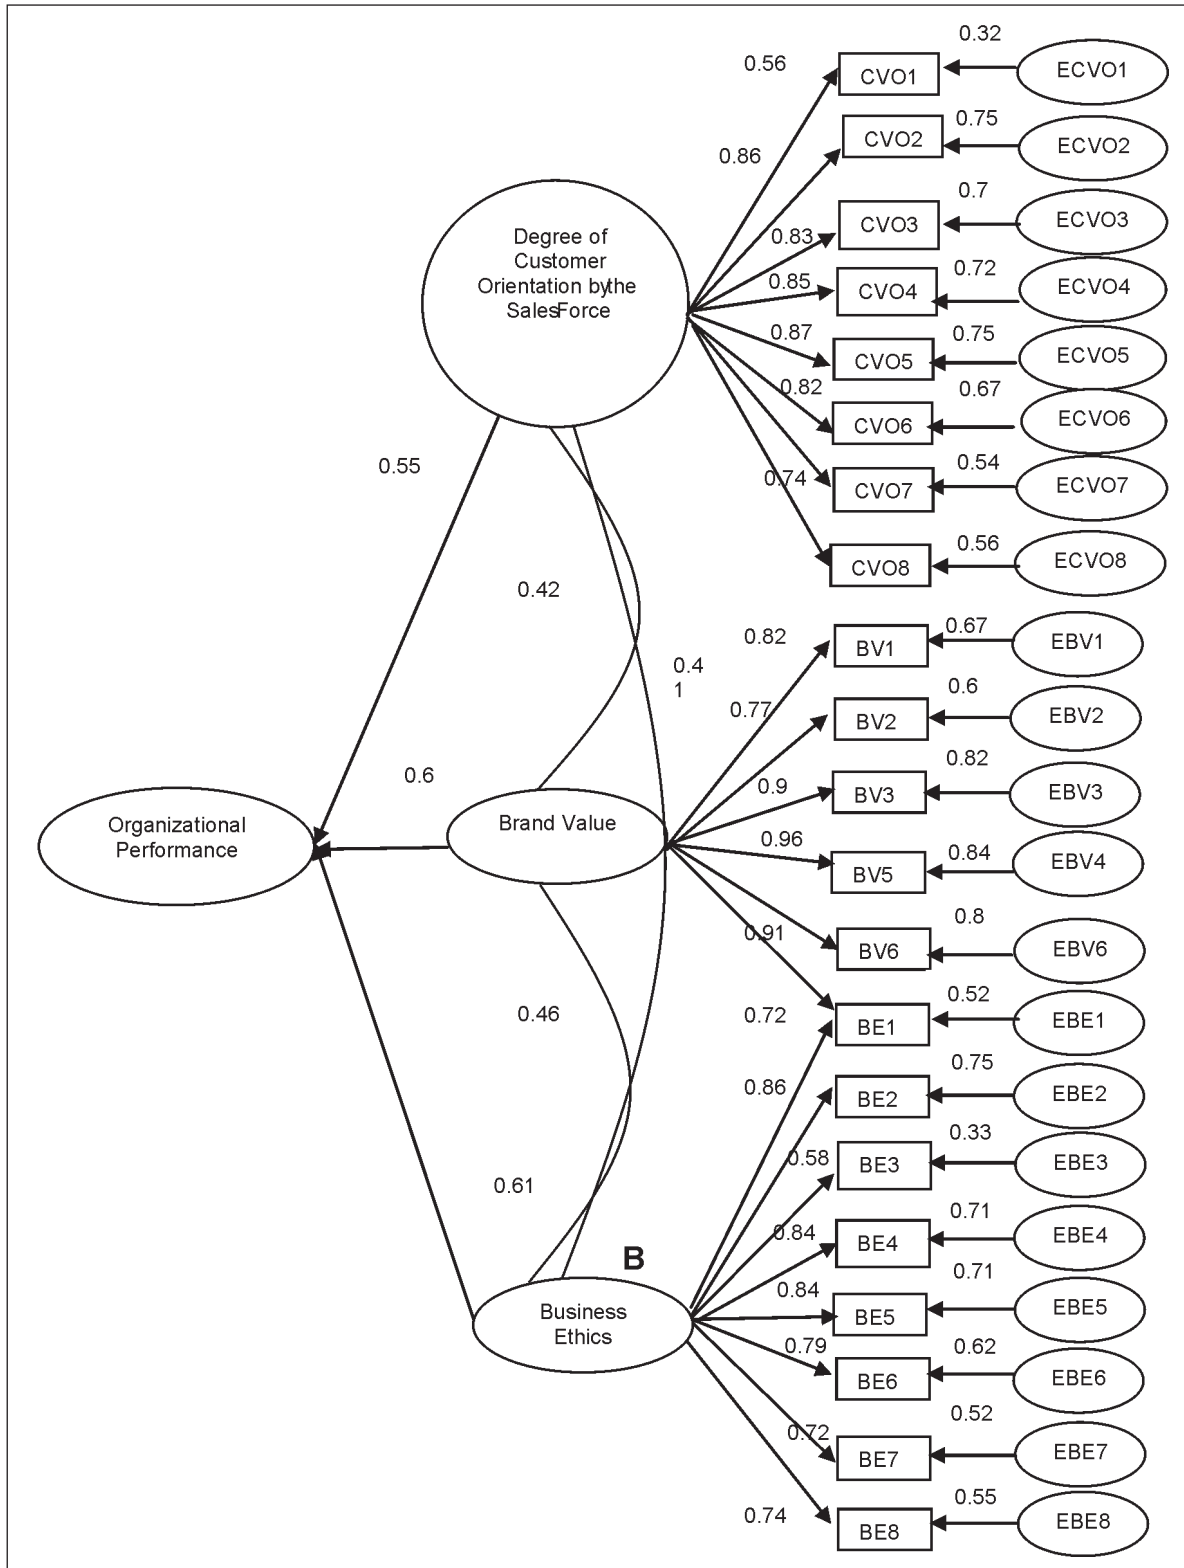 0.32
0.56
CVO1
ECVO1
0.75
0.86
CVO2
ECVO2
0.7
0.83
CVO3
ECVO3
Degree of
Customer
Orientation bythe
SalesForce
0.72
0.85
CVO4
ECVO4
0.75
0.87
CVO5
ECVO5
0.67
0.82
CVO6
ECVO6
0.55
0.54
0.74
CVO7
ECVO7
0.56
CVO8
ECVO8
0.42
0.67
0.82
BV1
EBV1
0.4
1
0.6
0.77
BV2
EBV2
0.6
0.82
0.9
BV3
EBV3
Organizational
Performance
Brand Value
0.84
0.96
BV5
EBV4
0.8
0.91
BV6
EBV6
0.46
0.52
0.72
BE1
EBE1
0.75
0.86
BE2
EBE2
0.33
0.58
BE3
EBE3
0.61
0.71
0.84
BE4
EBE4
B
Business
Ethics
0.71
0.84
BE5
EBE5
0.62
0.79
BE6
EBE6
0.52
0.72
BE7
EBE7
0.55
0.74
BE8
EBE8